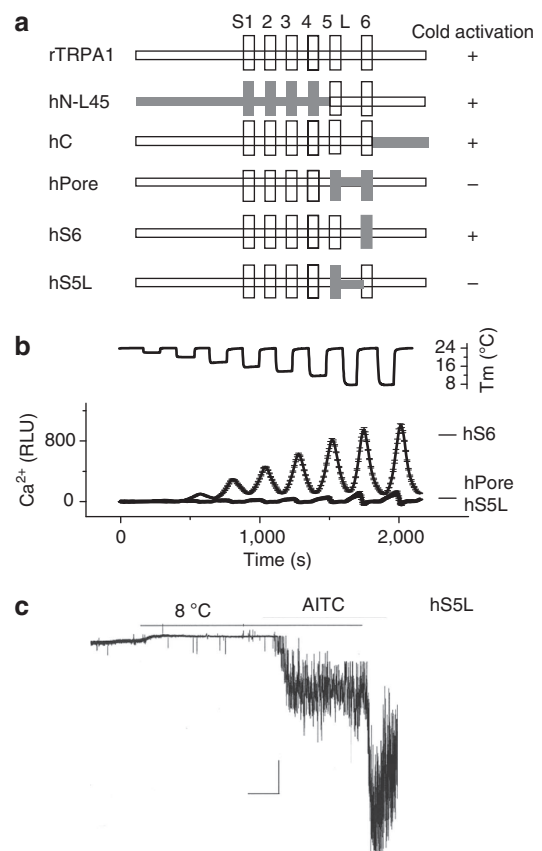 a
S1 2 3 4 5 L 6 Cold activation
rTRPA1 +
hN-L45 +
hC +
hPore –
hS6 +
hS5L –
b
24
16
8
Tm (°C)
800
0
Ca2+ (RLU)
hS6
hPore
hS5L
0 1,000 2,000
Time (s)
c
8 °C AITC hS5L